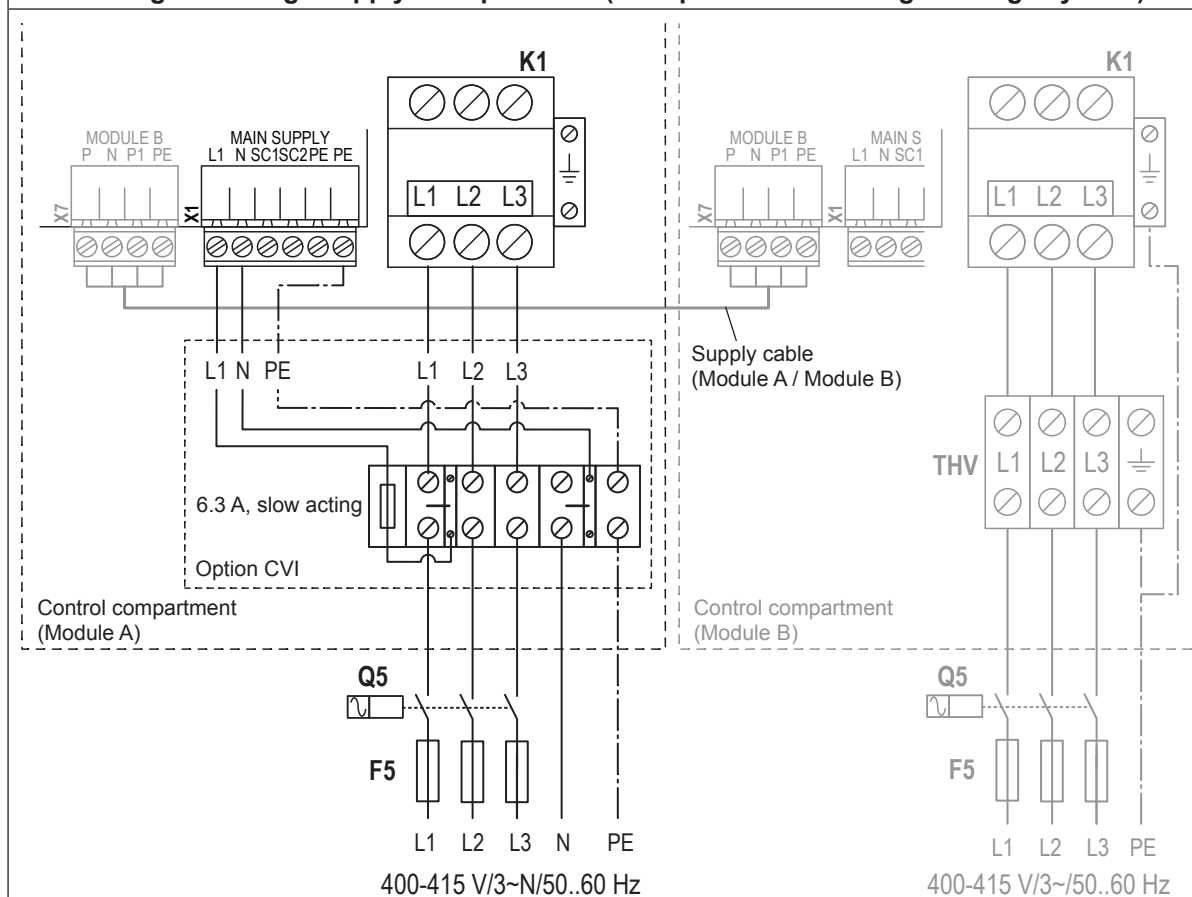 K1
MODULE B
P N P1 PE
MAIN SUPPLY
L1 N SC1SC2PE PE
X7
X1
L1 L2 L3
L1 N PE
L1 L2 L3
6.3 A, slow acting
Option CVI
Control compartment
(Module A)
Q5
F5
L1 L2 L3 N PE
400-415 V/3~N/50..60 Hz
Supply cable
(Module A / Module B)
K1
MODULE B
P N P1 PE
MAIN S
L1 N SC1
X7
X1
L1 L2 L3
THV
L1 L2 L3
Control compartment
(Module B)
Q5
F5
L1 L2 L3 PE
400-415 V/3~/50..60 Hz